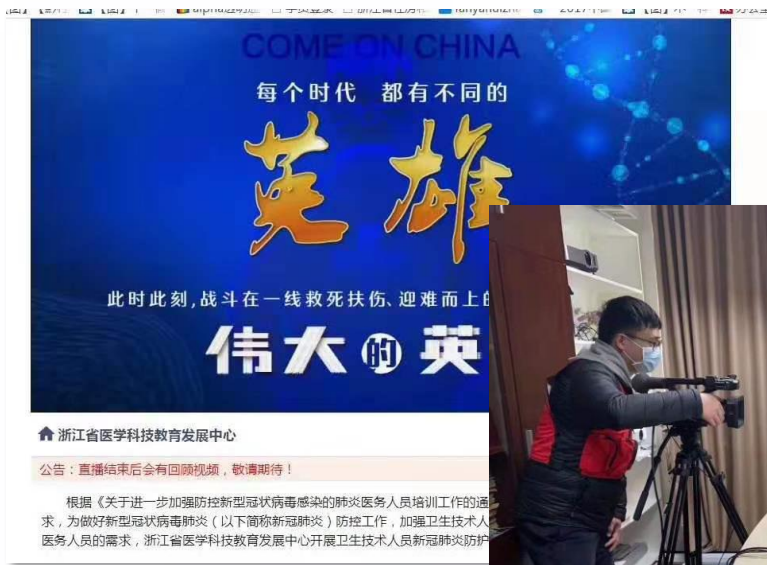 COME ON CHINA
每个时代 都有不同的
英雄
此时此刻,战斗在一线救死扶伤、迎难而上的
伟大的英
浙江省医学科技教育发展中心
公告：直播结束后会有回顾视频，敬请期待！
根据《关于进一步加强防控新型冠状病毒感染的肺炎医务人员培训工作的通
求，为做好新型冠状病毒肺炎（以下简称新冠肺炎）防控工作，加强卫生技术人
医务人员的需求，浙江省医学科技教育发展中心开展卫生技术人员新冠肺炎防护